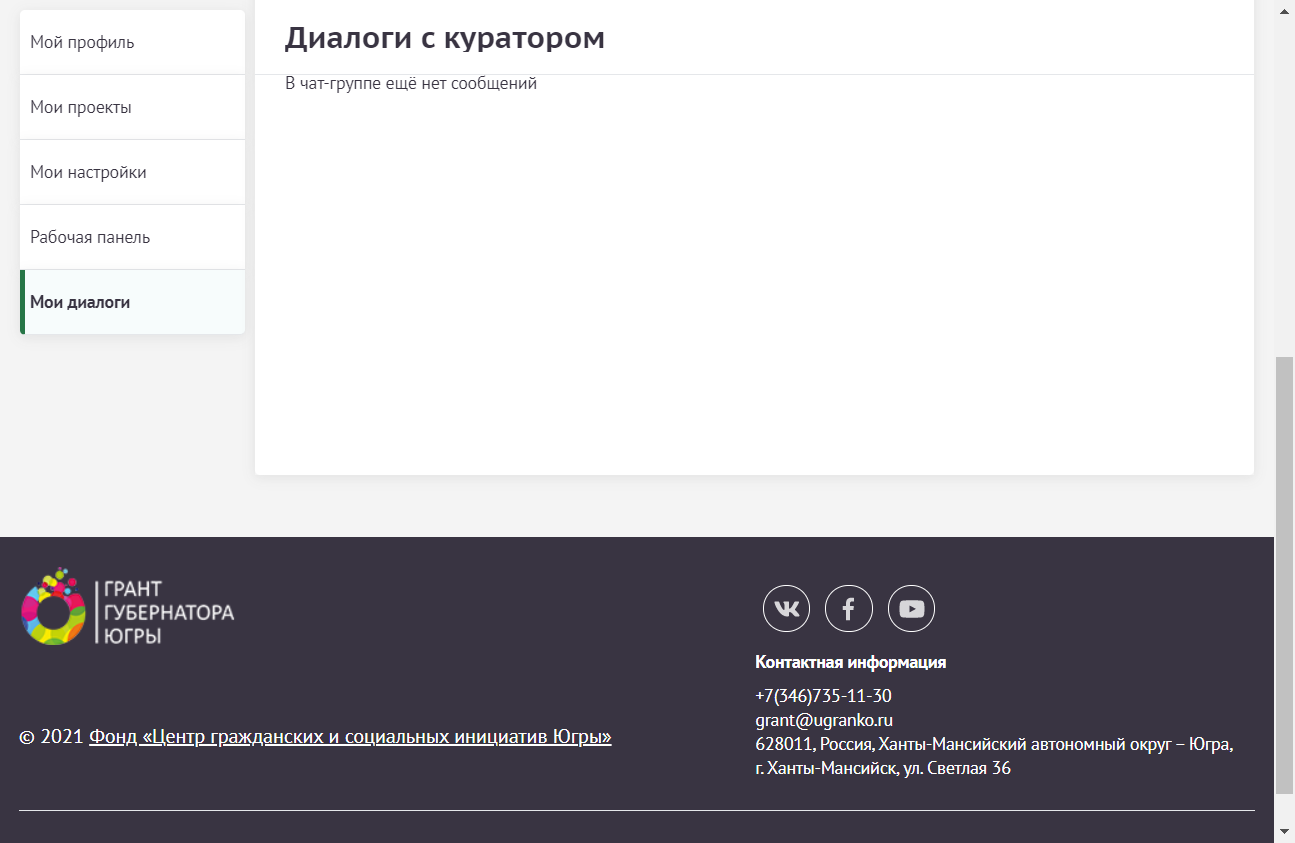 Мой профиль
Мои проекты
Мои настройки
Рабочая панель
Мои диалоги
Диалоги с куратором
В чат-группе ещё нет сообщений
ГРАНТ
ГУБЕРНАТОРА
ЮГРЫ
© 2021 Фонд «Центр гражданских и социальных инициатив Югры»
Контактная информация
+7(346)735-11-30
grant@ugranko.ru
628011, Россия, Ханты-Мансийский автономный округ – Югра,
г. Ханты-Мансийск, ул. Светлая 36